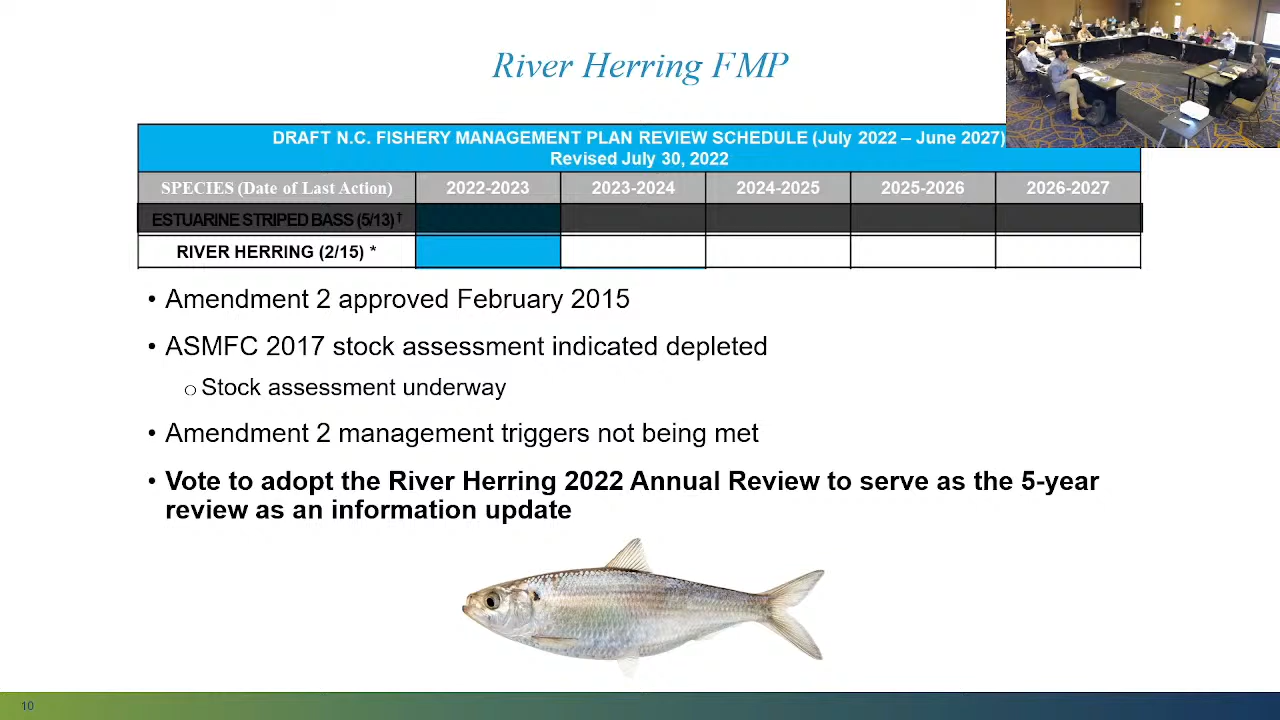 River Herring FMP
DRAFT N.C. FISHERY MANAGEMENT PLAN REVIEW SCHEDULE (July 2022 – June 2027)
Revised July 30, 2022
SPECIES (Date of Last Action) 2022-2023 2023-2024 2024-2025 2025-2026 2026-2027
ESTUARINE STRIPED BASS (5/13) †
RIVER HERRING (2/15) *
• Amendment 2 approved February 2015
• ASMFC 2017 stock assessment indicated depleted
o Stock assessment underway
• Amendment 2 management triggers not being met
• Vote to adopt the River Herring 2022 Annual Review to serve as the 5-year
review as an information update
10